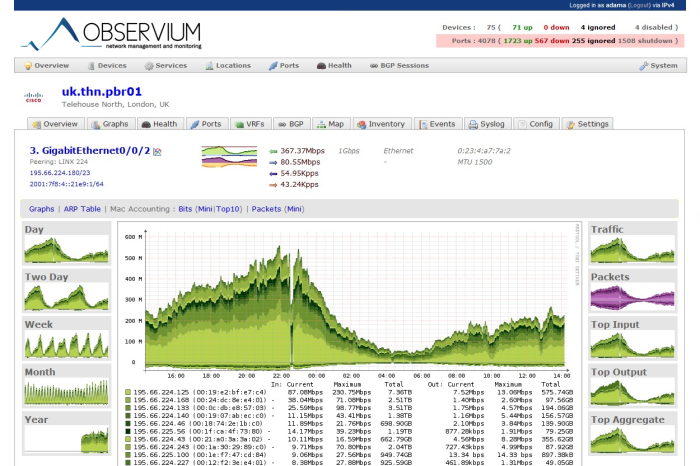 Logged in as adama (Logout) via IPv4
OBSERVIUM
network management and monitoring
Devices : 75 ( 71 up 0 down 4 ignored 4 disabled )
Ports : 4078 ( 1723 up 567 down 255 ignored 1508 shutdown )
Overview Devices Services Locations Ports Health BGP Sessions System
CISCO
uk.thn.pbr01
Telehouse North, London, UK
Overview Graphs Health Ports VRFs BGP Map Inventory Events Syslog Config Settings
3. GigabitEthernet0/0/2
Peering: LINX 224
195.66.224.180/23
2001:7f8:4::21e9:1/64
367.37Mbps 1Gbps Ethernet 0:23:4:a7:7a:2
80.55Mbps - MTU 1500
54.95Kpps
43.24Kpps
Graphs | ARP Table | Mac Accounting : Bits (Mini|Top10) | Packets (Mini)
Day
Two Day
Week
Month
Year
600 M
500 M
400 M
300 M
200 M
100 M
0
16:00 18:00 20:00 22:00 00:00 02:00 04:00 06:00 08:00 10:00 12:00 14:00
RRDTOOL / TOBI OETIKER
In: Current Maximum Total Out: Current Maximum Total
195.66.224.125 (00:19:e2:bf:e7:c4) 87.08Mbps 230.75Mbps 7.36TB 7.52Mbps 13.06Mbps 575.74GB
195.66.224.168 (00:24:dc:8e:e4:01) - 38.04Mbps 71.08Mbps 2.51TB 1.40Mbps 2.60Mbps 97.56GB
195.66.224.133 (00:0c:db:e8:57:03) - 25.59Mbps 98.77Mbps 3.51TB 1.75Mbps 4.57Mbps 194.06GB
195.66.224.140 (00:19:07:ab:ec:c0) - 11.15Mbps 43.41Mbps 1.38TB 1.16Mbps 5.44Mbps 156.57GB
195.66.224.46 (00:18:74:2e:1b:c0) - 11.89Mbps 21.76Mbps 698.90GB 2.10Mbps 3.84Mbps 139.90GB
195.66.225.56 (00:1f:ca:4f:73:80) - 14.17Mbps 39.23Mbps 1.19TB 877.28kbps 1.91Mbps 79.25GB
195.66.224.43 (00:21:a0:3a:3a:02) - 10.11Mbps 16.59Mbps 662.79GB 4.56Mbps 8.28Mbps 355.62GB
195.66.224.63 (00:1a:30:29:89:c0) - 9.71Mbps 70.80Mbps 2.04TB 727.43kbps 4.99Mbps 87.92GB
195.66.225.100 (00:1e:f7:47:cd:84) 9.06Mbps 27.56Mbps 949.74GB 13.34 bps 14.33 bps 897.38kB
195.66.224.227 (00:12:f2:3e:e4:01) - 8.38Mbps 27.88Mbps 925.59GB 461.89kbps 1.31Mbps 49.05GB
Traffic
Packets
Top Input
Top Output
Top Aggregate